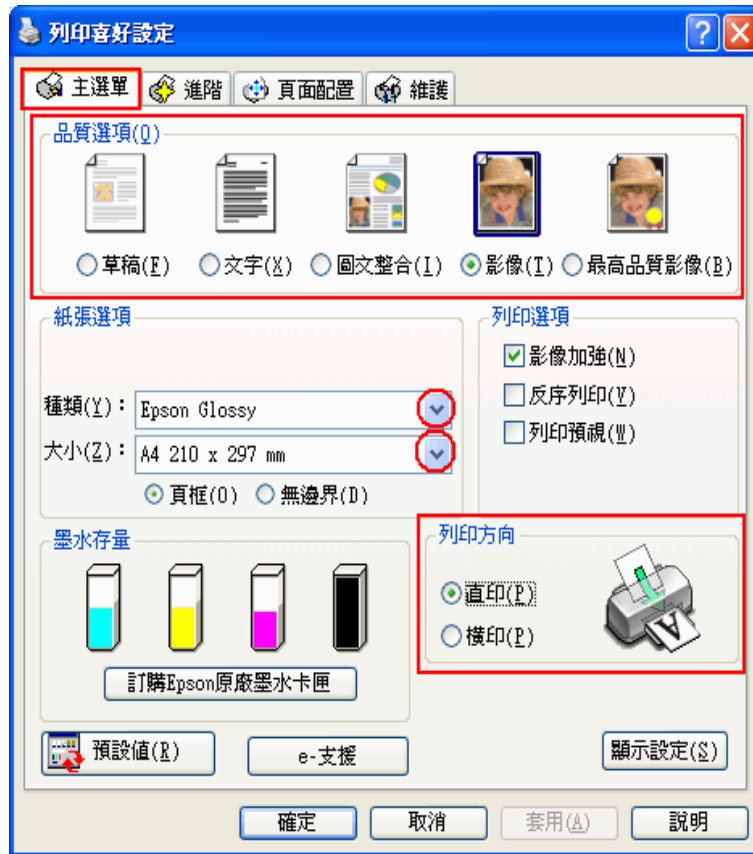 列印喜好設定
主選單 進階 頁面配置 維護
品質選項(Q)
草稿(F) 文字(X) 圖文整合(I) 影像(T) 最高品質影像(B)
紙張選項
種類(Y)： Epson Glossy
大小(Z)： A4 210 x 297 mm
頁框(O) 無邊界(D)
列印選項
影像加強(N)
反序列印(V)
列印預視(W)
墨水存量
訂購Epson原廠墨水卡匣
列印方向
直印(P)
橫印(P)
A
預設值(R) e-支援 顯示設定(S)
確定 取消 套用(A) 說明